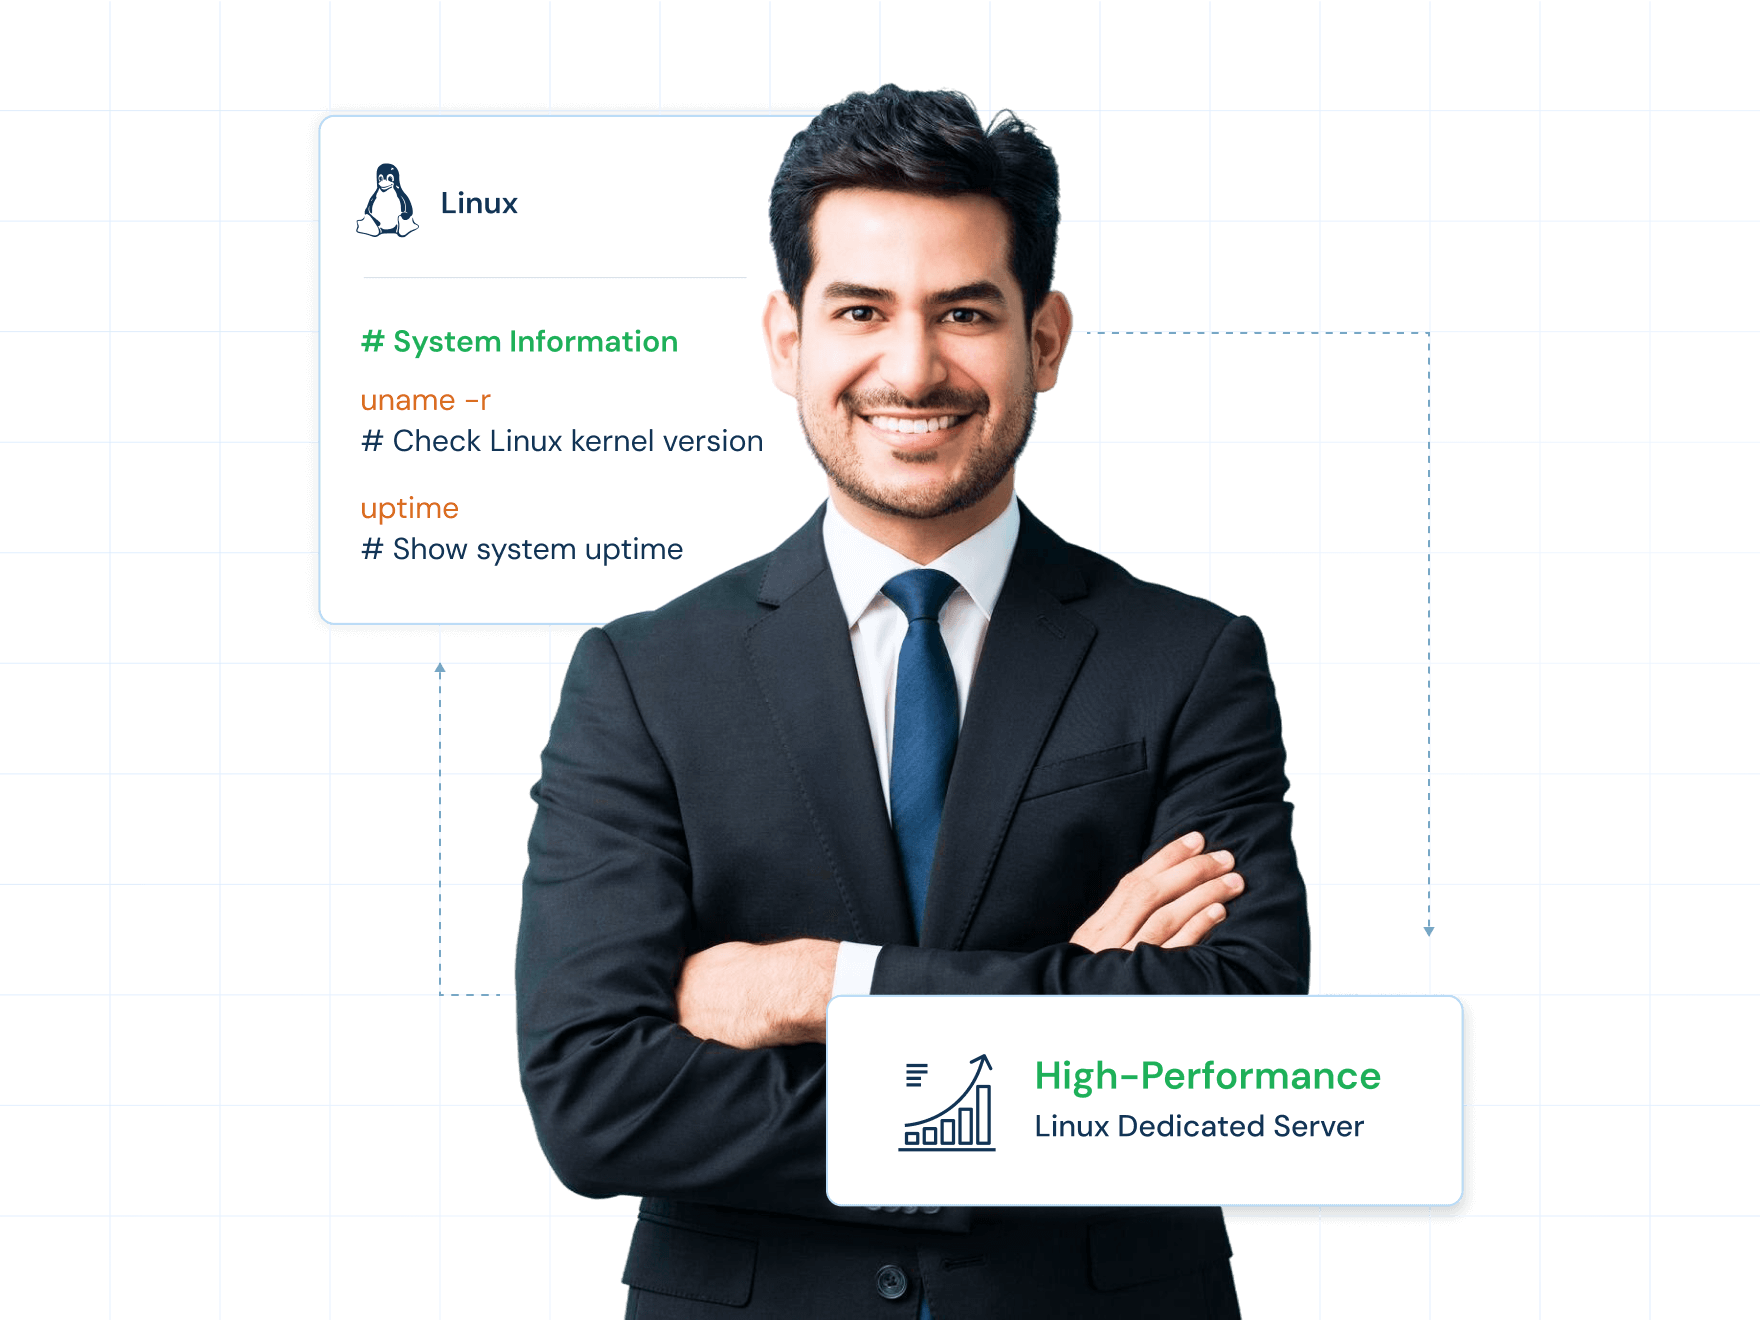 Linux
# System Information
uname -r
# Check Linux kernel version
uptime
# Show system uptime
High-Performance
Linux Dedicated Server